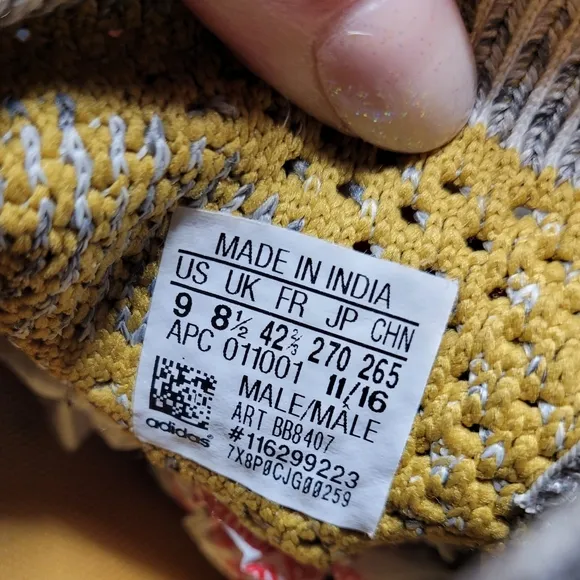 MADE IN INDIA
US UK FR JP CHN
9 8½ 42⅔ 270 265
APC 011001 11/16
MALE/MÂLE
ART BB8407
#116299223
7X8P0CJG00259
adidas